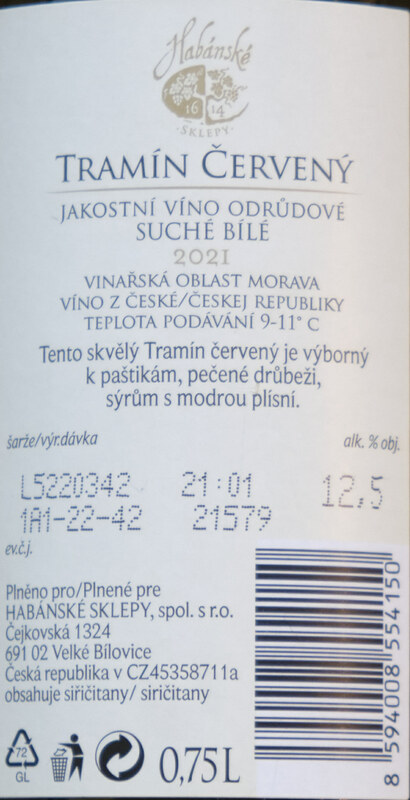 Habánské
16 14
SKLEPY
TRAMÍN ČERVENÝ
JAKOSTNÍ VÍNO ODRŮDOVÉ
SUCHÉ BÍLÉ
2021
VINAŘSKÁ OBLAST MORAVA
VÍNO Z ČESKÉ/ČESKEJ REPUBLIKY
TEPLOTA PODÁVÁNÍ 9-11° C
Tento skvělý Tramín červený je výborný
k paštikám, pečené drůbeži,
sýrům s modrou plísní.
šarže/výr.dávka alk. % obj.
L5220342 21:01 12,5
1A1-22-42 21579
ev.č.j.
Plněno pro/Plnené pre
HABÁNSKÉ SKLEPY, spol. s r.o.
Čejkovská 1324
691 02 Velké Bílovice
Česká republika v CZ45358711a
obsahuje siřičitany/ siričitany
72
GL
0,75L
8 594008 554150